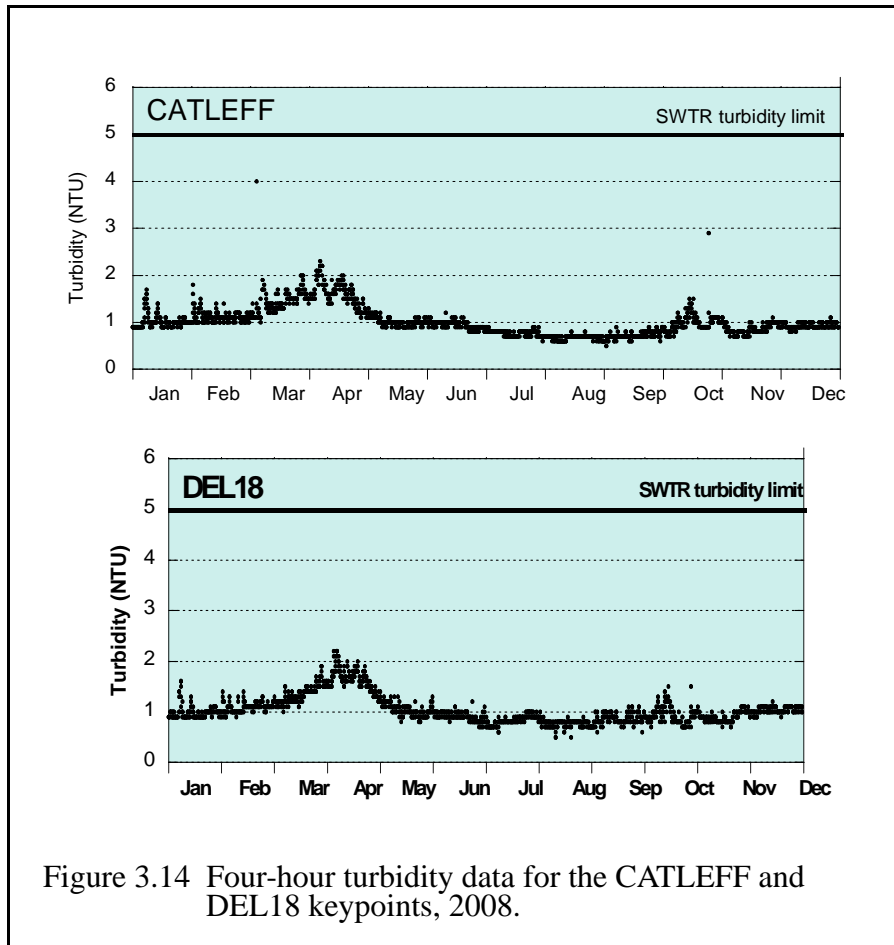 6
CATLEFF
SWTR turbidity limit
5
4
3
2
1
0
Turbidity (NTU)
Jan Feb Mar Apr May Jun Jul Aug Sep Oct Nov Dec
6
DEL18
SWTR turbidity limit
5
4
3
2
1
0
Turbidity (NTU)
Jan Feb Mar Apr May Jun Jul Aug Sep Oct Nov Dec
Figure 3.14 Four-hour turbidity data for the CATLEFF and
DEL18 keypoints, 2008.